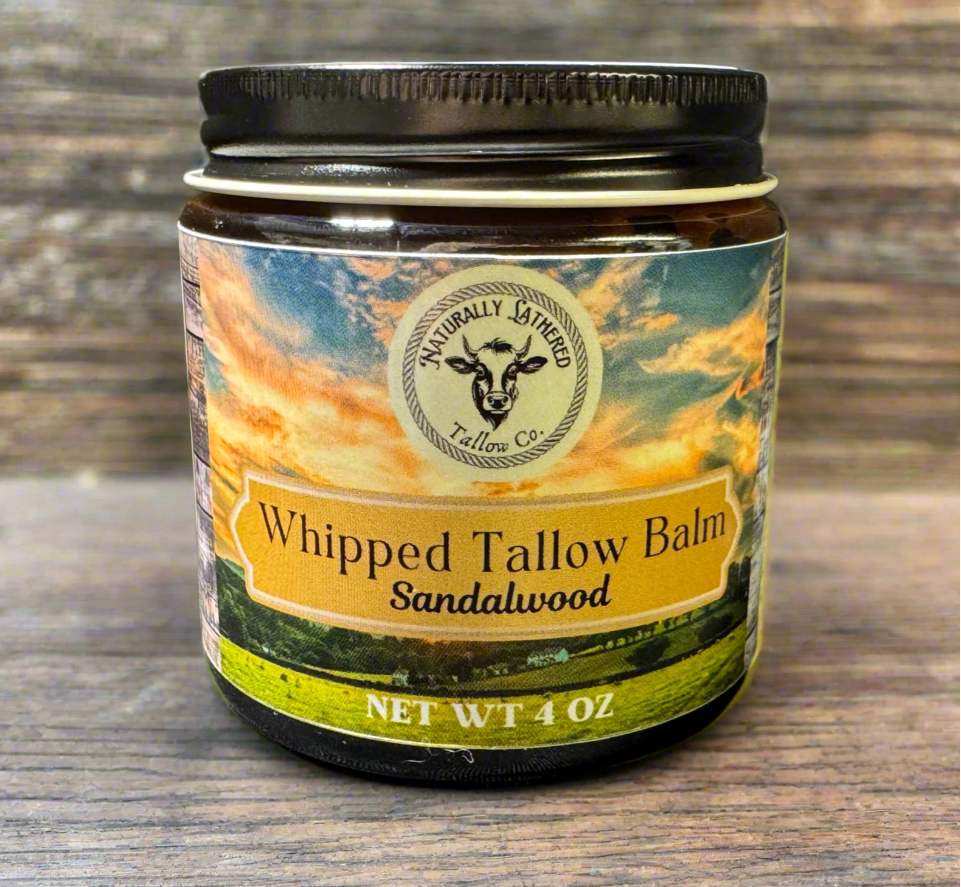 NATURALLY LATHERED
Tallow Co.
Whipped Tallow Balm
Sandalwood
NET WT 4 OZ